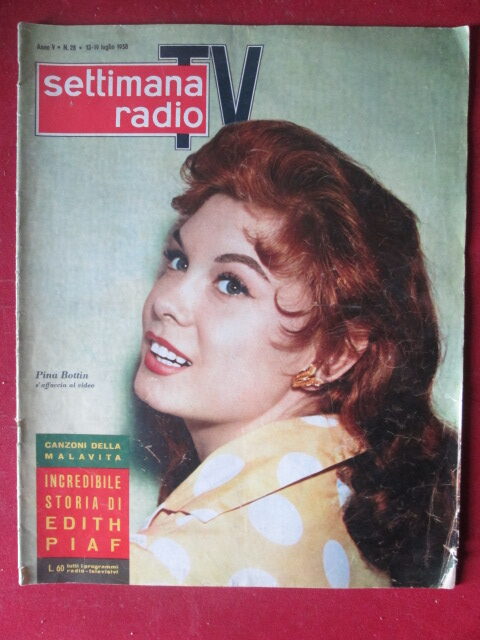 Anno V • N. 28 • 13-19 luglio 1958
settimana
radio TV
Pina Bottin
s'affaccia al video
CANZONI DELLA
MALAVITA
INCREDIBILE
STORIA DI
EDITH
PIAF
L. 60 tutti i programmi
radio-televisivi